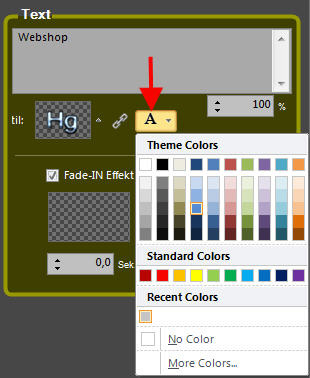 Text
Webshop
til:
Hg
A
100 %
Theme Colors
Fade-IN Effekt
0,0 Sek
Standard Colors
Recent Colors
No Color
More Colors...